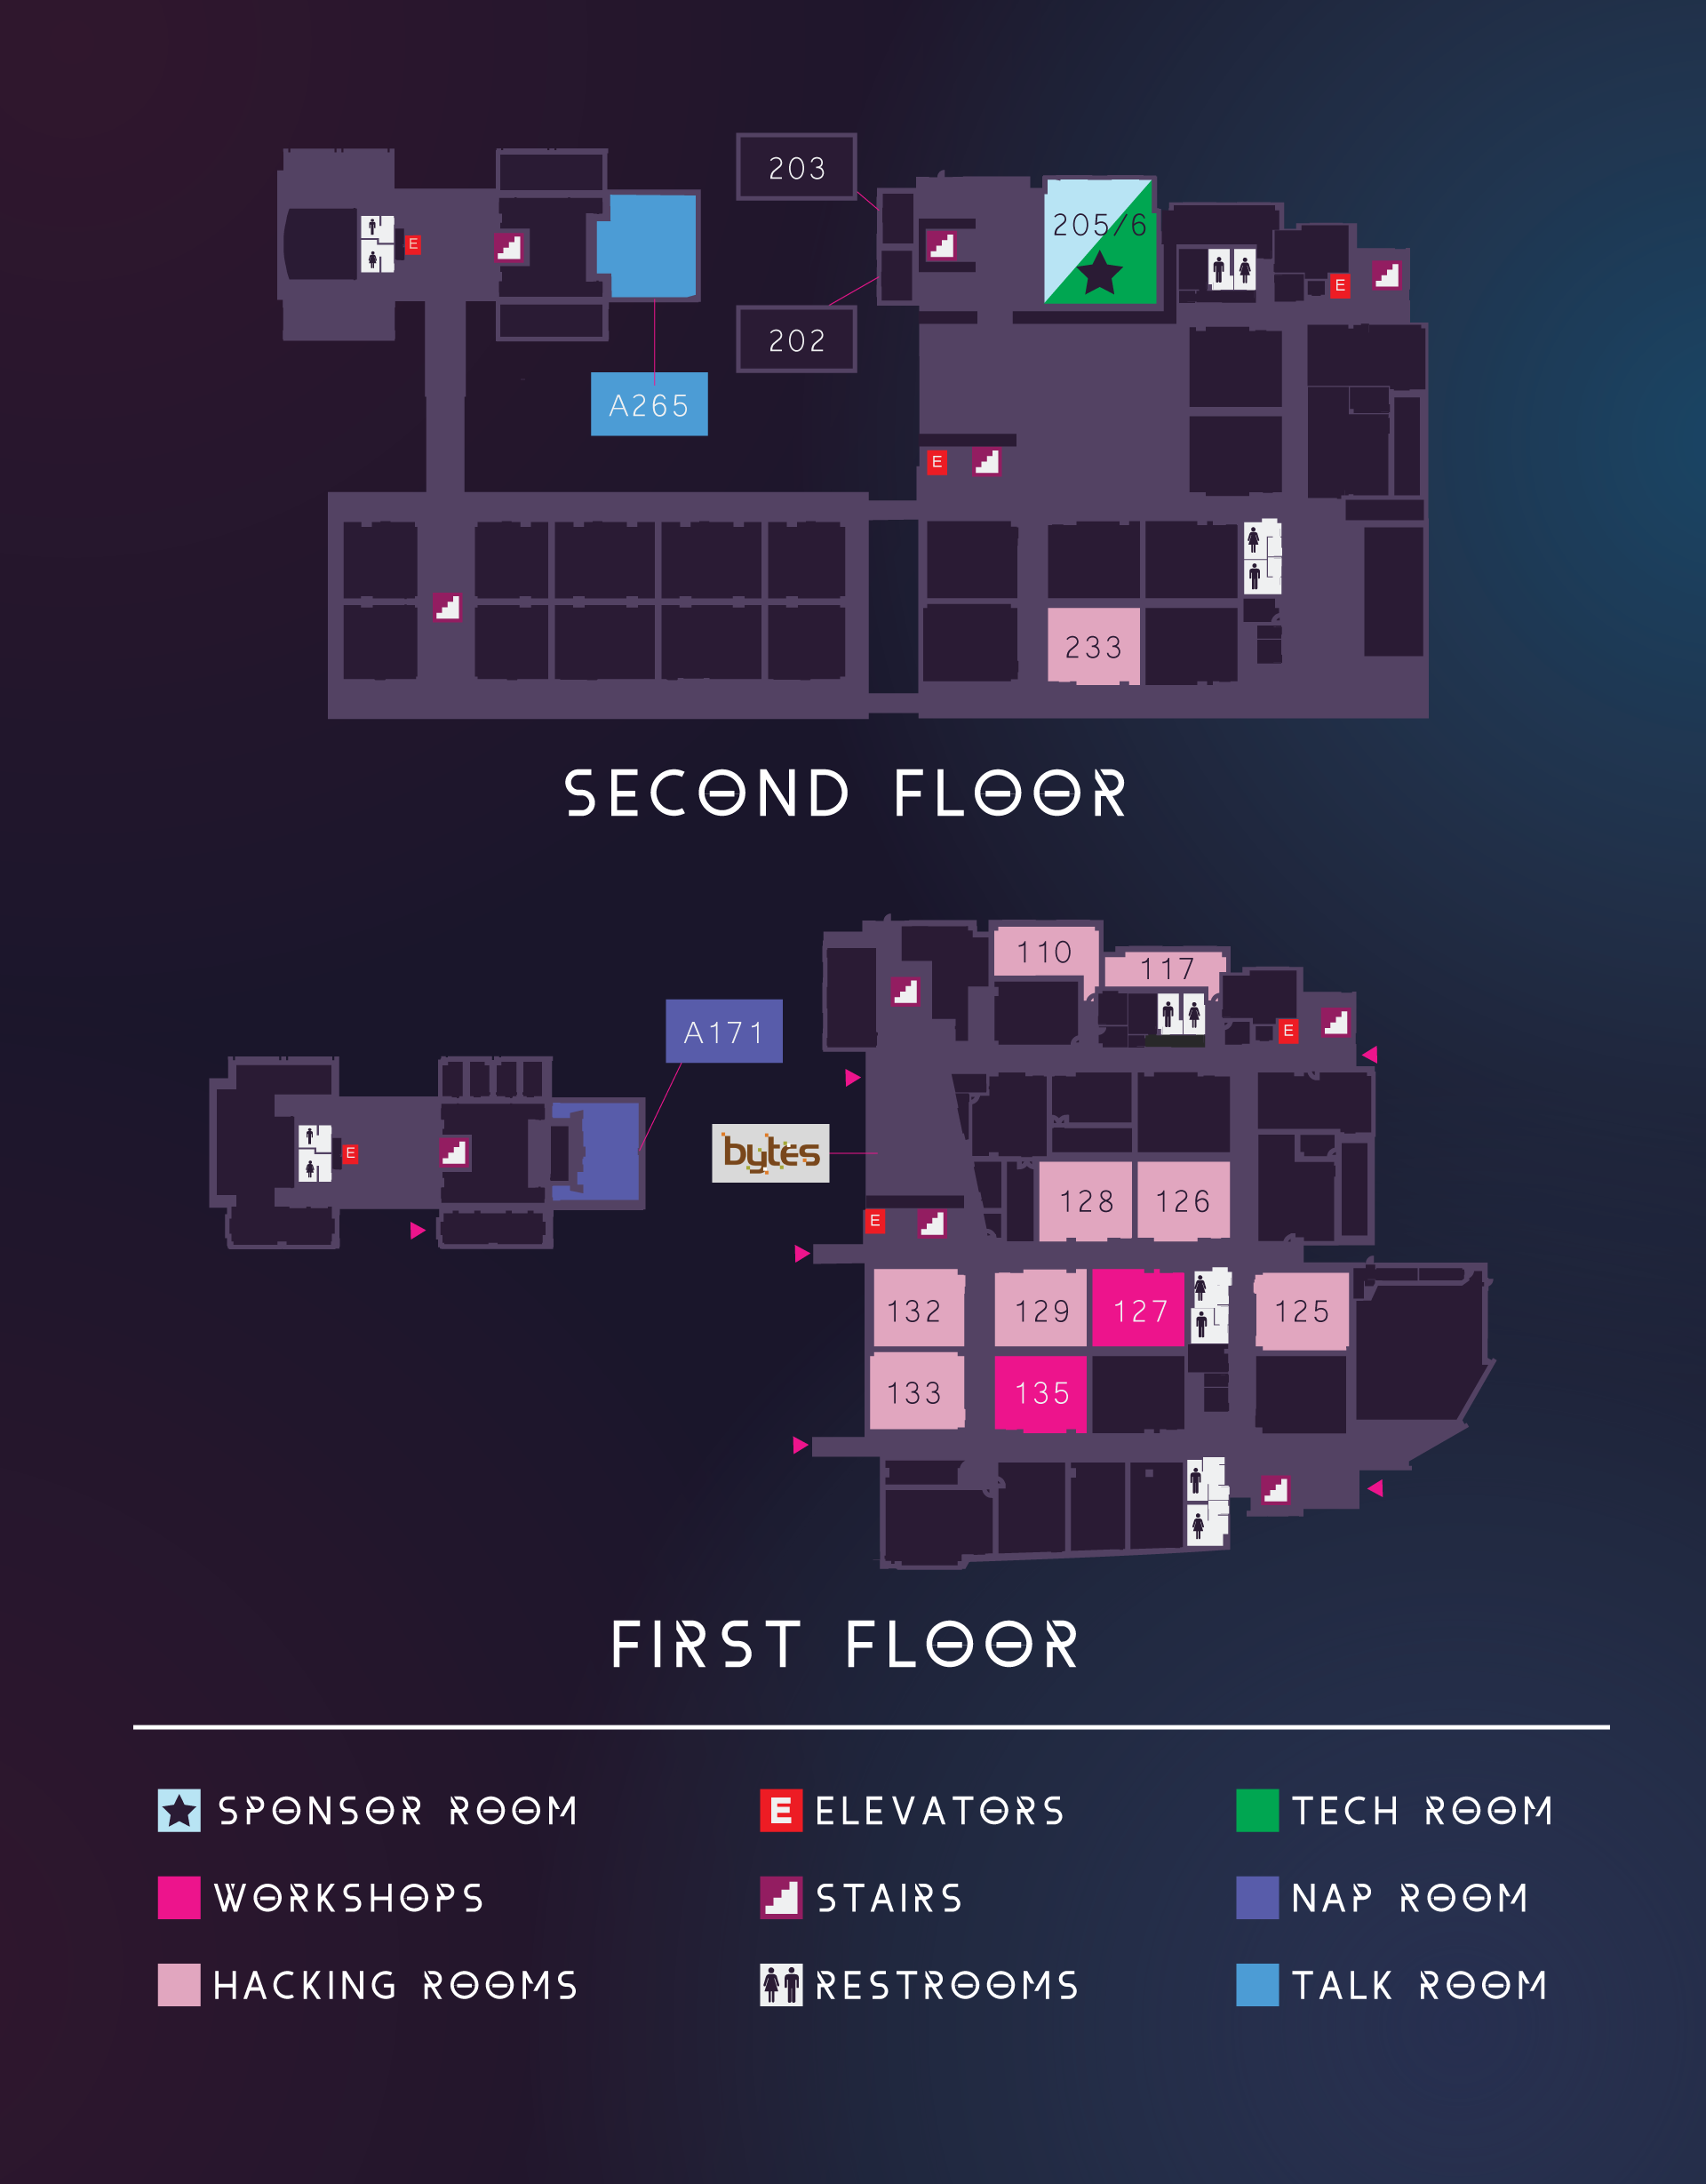 203
205/6
E
E
202
A265
E
233
SECOND FLOOR
110
117
A171
E
bytes
E
128 126
E
132 129 127 125
133 135
FIRST FLOOR
SPONSOR ROOM
E ELEVATORS
TECH ROOM
WORKSHOPS
STAIRS
NAP ROOM
HACKING ROOMS
RESTROOMS
TALK ROOM